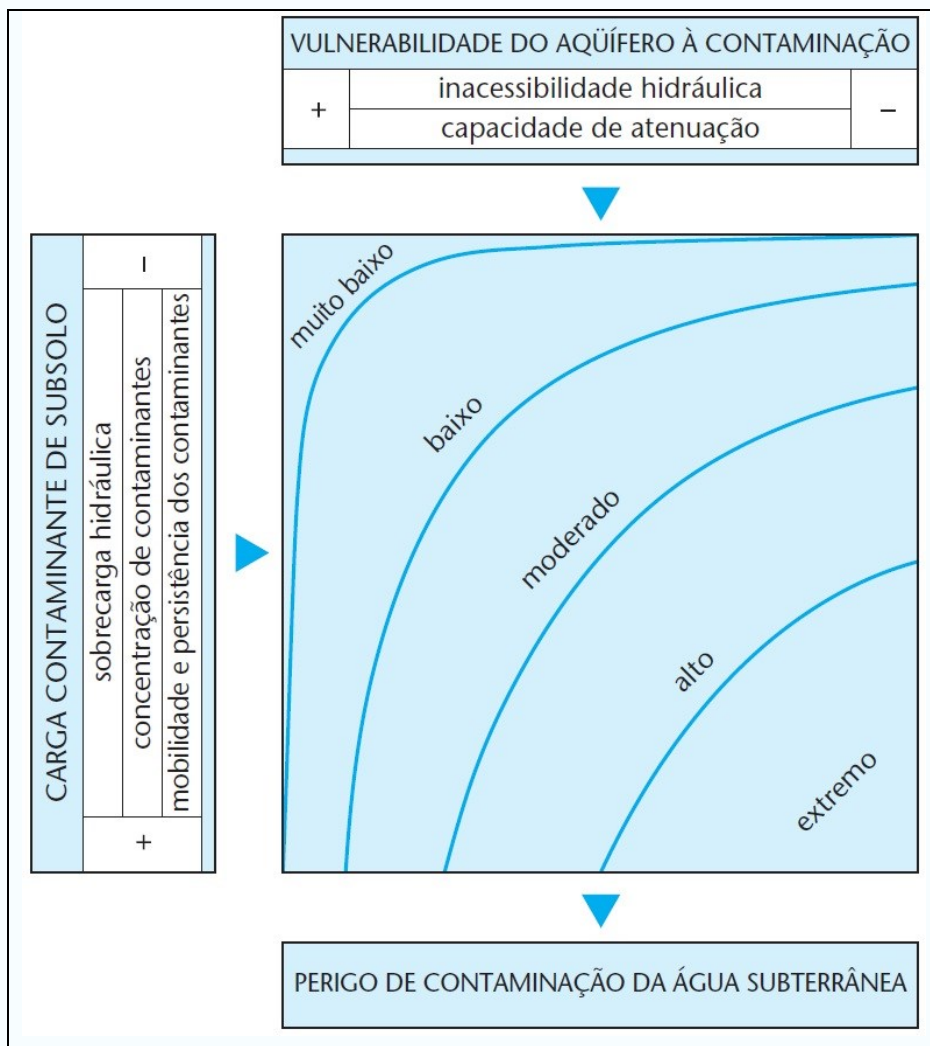 VULNERABILIDADE DO AQÜÍFERO À CONTAMINAÇÃO
+
inacessibilidade hidráulica
capacidade de atenuação
–
CARGA CONTAMINANTE DE SUBSOLO
–
sobrecarga hidráulica
concentração de contaminantes
mobilidade e persistência dos contaminantes
+
muito baixo
baixo
moderado
alto
extremo
PERIGO DE CONTAMINAÇÃO DA ÁGUA SUBTERRÂNEA